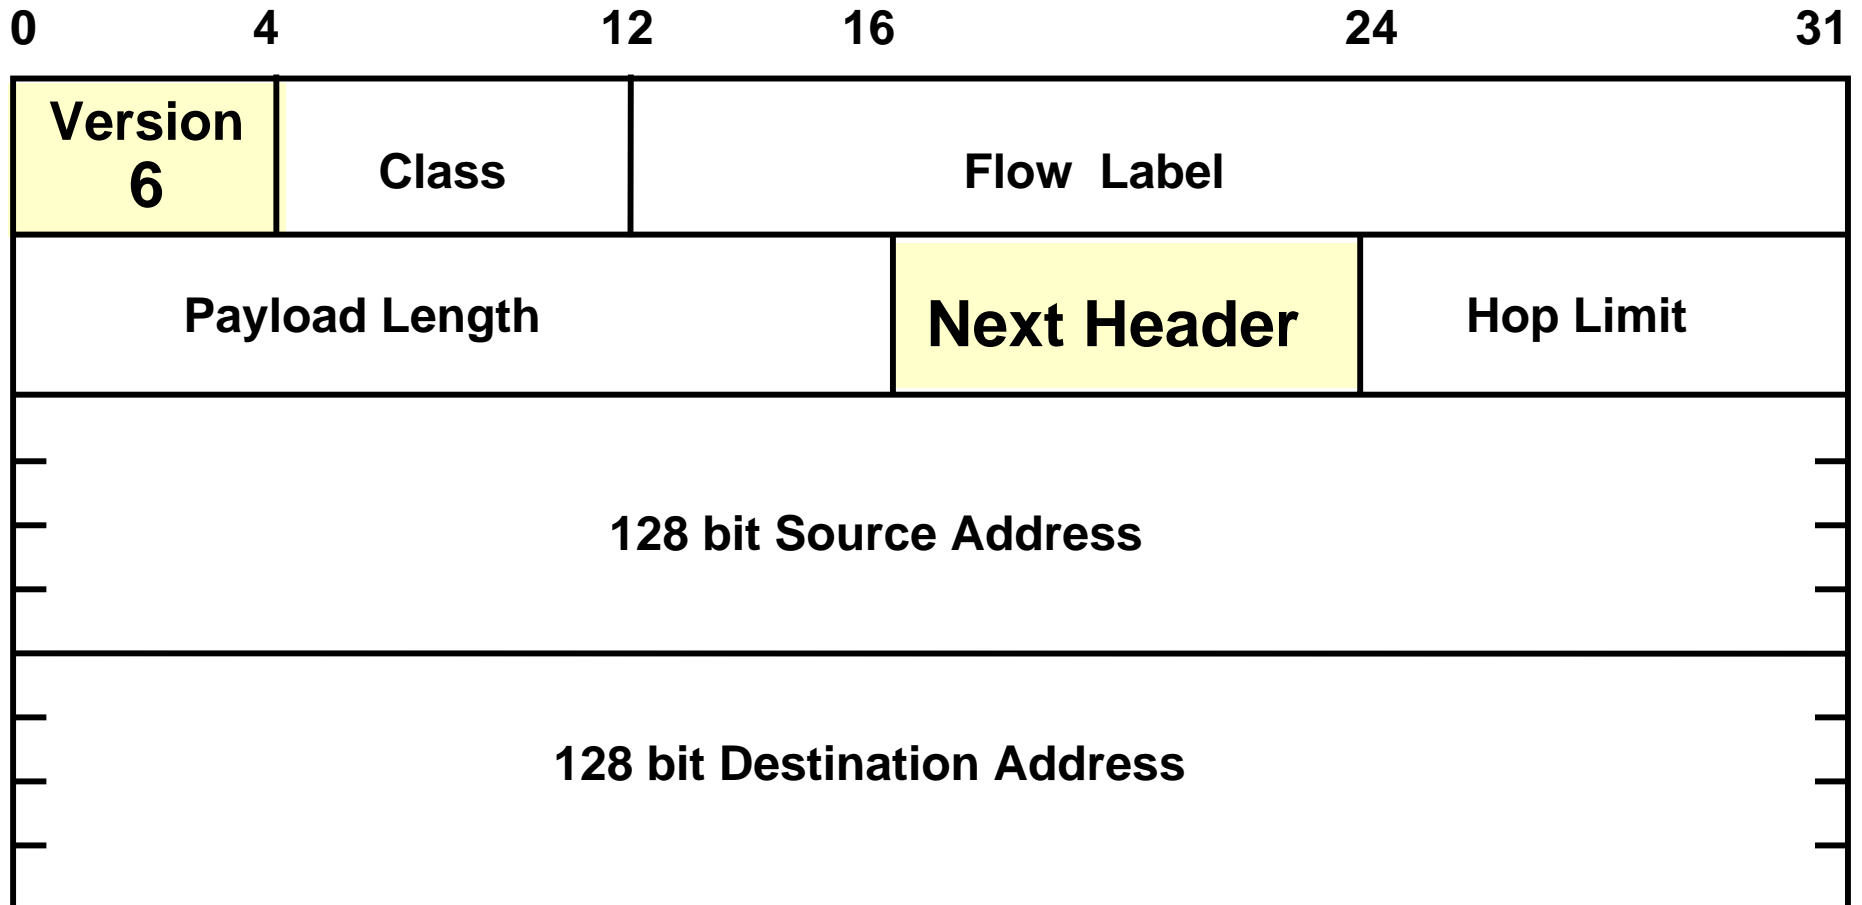 0 4 12 16 24 31
Version
6
Class
Flow Label
Payload Length
Next Header
Hop Limit
128 bit Source Address
128 bit Destination Address